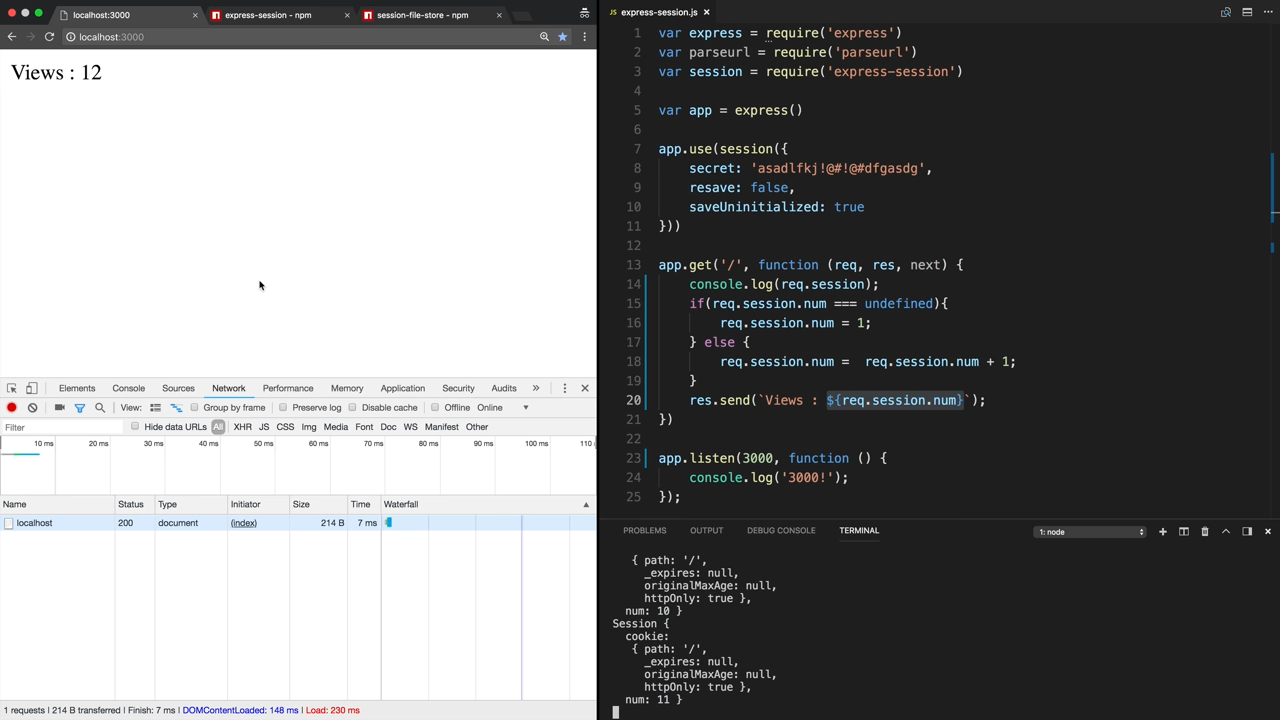 localhost:3000
express-session - npm
session-file-store - npm
localhost:3000
Views : 12
Elements Console Sources Network Performance Memory Application Security Audits »
View: Group by frame Preserve log Disable cache Offline Online
Filter Hide data URLs All XHR JS CSS Img Media Font Doc WS Manifest Other
10 ms 20 ms 30 ms 40 ms 50 ms 60 ms 70 ms 80 ms 90 ms 100 ms 110
Name Status Type Initiator Size Time Waterfall
localhost 200 document (index) 214 B 7 ms
1 requests | 214 B transferred | Finish: 7 ms | DOMContentLoaded: 148 ms | Load: 230 ms
JS express-session.js
1 var express = require('express')
2 var parseurl = require('parseurl')
3 var session = require('express-session')
4
5 var app = express()
6
7 app.use(session({
8 secret: 'asadlfkj!@#!@#dfgasdg',
9 resave: false,
10 saveUninitialized: true
11 }))
12
13 app.get('/', function (req, res, next) {
14 console.log(req.session);
15 if(req.session.num === undefined){
16 req.session.num = 1;
17 } else {
18 req.session.num =  req.session.num + 1;
19 }
20 res.send(`Views : ${req.session.num}`);
21 })
22
23 app.listen(3000, function () {
24 console.log('3000!');
25 });
PROBLEMS OUTPUT DEBUG CONSOLE TERMINAL 1: node
{ path: '/',
_expires: null,
originalMaxAge: null,
httpOnly: true },
num: 10 }
Session {
cookie:
{ path: '/',
_expires: null,
originalMaxAge: null,
httpOnly: true },
num: 11 }